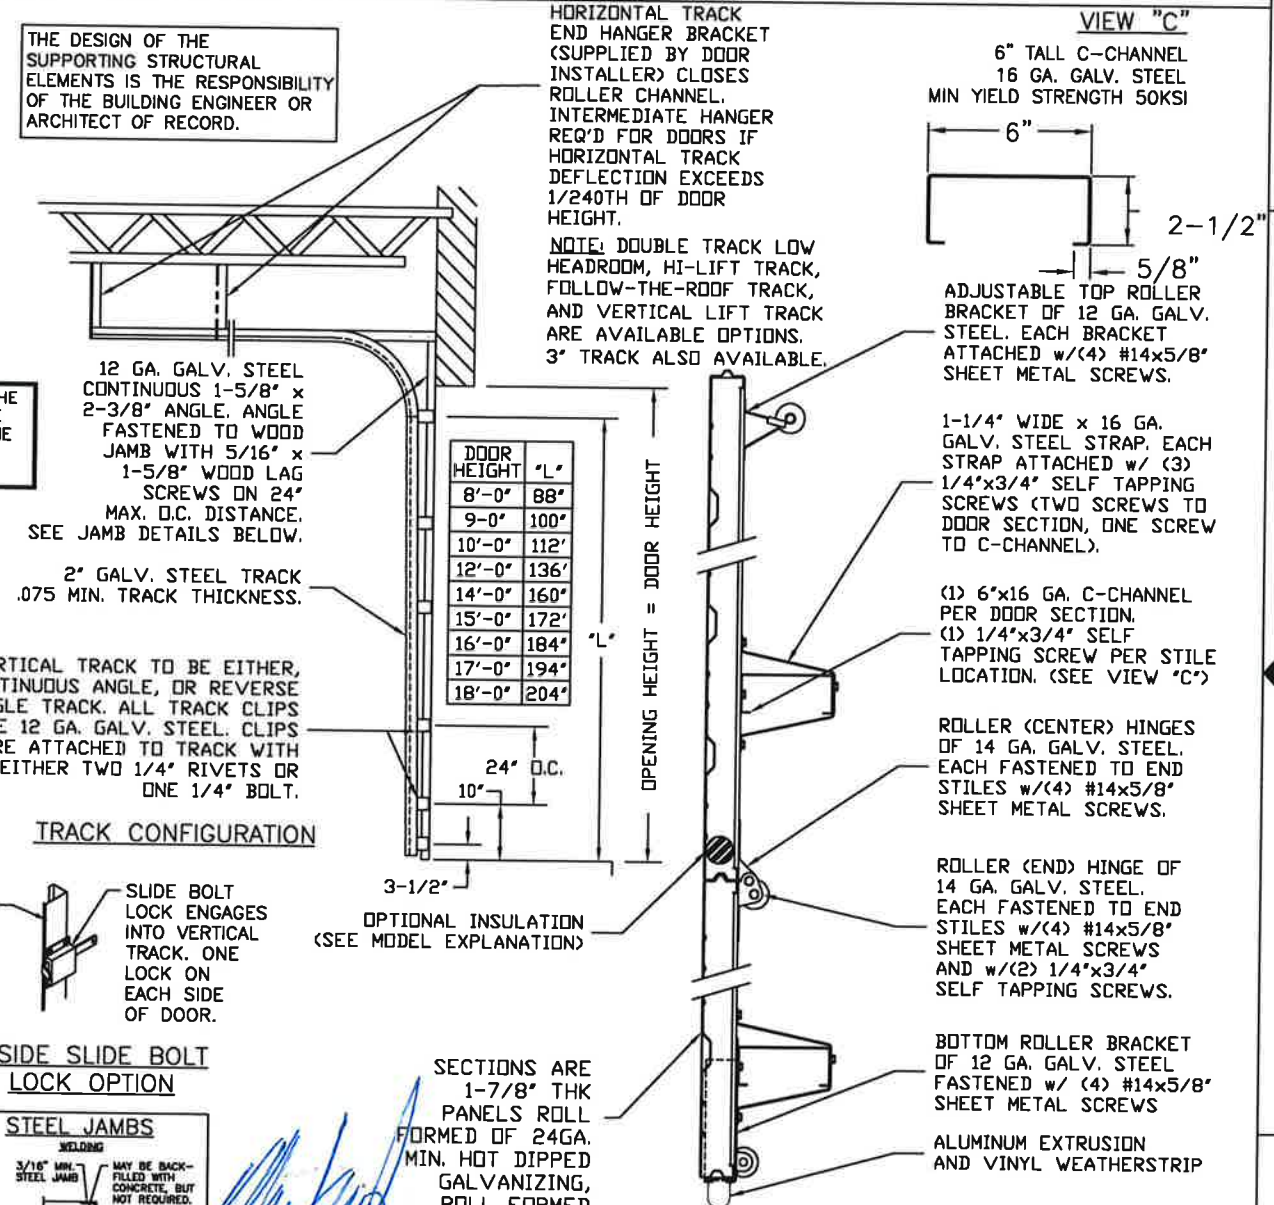 THE DESIGN OF THE
SUPPORTING STRUCTURAL
ELEMENTS IS THE RESPONSIBILITY
OF THE BUILDING ENGINEER OR
ARCHITECT OF RECORD.
HORIZONTAL TRACK
END HANGER BRACKET
(SUPPLIED BY DOOR
INSTALLER) CLOSES
ROLLER CHANNEL.
INTERMEDIATE HANGER
REQ'D FOR DOORS IF
HORIZONTAL TRACK
DEFLECTION EXCEEDS
1/240TH OF DOOR
HEIGHT.
NOTE: DOUBLE TRACK LOW
HEADROOM, HI-LIFT TRACK,
FOLLOW-THE-ROOF TRACK,
AND VERTICAL LIFT TRACK
ARE AVAILABLE OPTIONS.
3" TRACK ALSO AVAILABLE.
VIEW "C"
6" TALL C-CHANNEL
16 GA. GALV. STEEL
MIN YIELD STRENGTH 50KSI
6"
2-1/2"
5/8"
ADJUSTABLE TOP ROLLER
BRACKET OF 12 GA. GALV.
STEEL. EACH BRACKET
ATTACHED w/(4) #14x5/8"
SHEET METAL SCREWS.
1-1/4" WIDE x 16 GA.
GALV. STEEL STRAP. EACH
STRAP ATTACHED w/ (3)
1/4"x3/4" SELF TAPPING
SCREWS (TWO SCREWS TO
DOOR SECTION, ONE SCREW
TO C-CHANNEL).
(1) 6"x16 GA. C-CHANNEL
PER DOOR SECTION.
(1) 1/4"x3/4" SELF
TAPPING SCREW PER STILE
LOCATION. (SEE VIEW "C")
ROLLER (CENTER) HINGES
OF 14 GA. GALV. STEEL.
EACH FASTENED TO END
STILES w/(4) #14x5/8"
SHEET METAL SCREWS.
ROLLER (END) HINGE OF
14 GA. GALV. STEEL.
EACH FASTENED TO END
STILES w/(4) #14x5/8"
SHEET METAL SCREWS
AND w/(2) 1/4"x3/4"
SELF TAPPING SCREWS.
BOTTOM ROLLER BRACKET
OF 12 GA. GALV. STEEL
FASTENED w/ (4) #14x5/8"
SHEET METAL SCREWS
ALUMINUM EXTRUSION
AND VINYL WEATHERSTRIP
HE
12 GA. GALV. STEEL
CONTINUOUS 1-5/8" x
2-3/8" ANGLE. ANGLE
FASTENED TO WOOD
JAMB WITH 5/16" x
1-5/8" WOOD LAG
SCREWS ON 24"
MAX. O.C. DISTANCE.
SEE JAMB DETAILS BELOW.
2" GALV. STEEL TRACK
.075 MIN. TRACK THICKNESS.
RTICAL TRACK TO BE EITHER,
TINUOUS ANGLE, OR REVERSE
GLE TRACK. ALL TRACK CLIPS
E 12 GA. GALV. STEEL. CLIPS
RE ATTACHED TO TRACK WITH
EITHER TWO 1/4" RIVETS OR
ONE 1/4" BOLT.
DOOR HEIGHT "L"
8'-0" 88"
9-0" 100"
10'-0" 112'
12'-0" 136'
14'-0" 160"
15'-0" 172'
16'-0" 184"
17'-0" 194"
18'-0" 204"
"L"
OPENING HEIGHT = DOOR HEIGHT
24" O.C.
10"
3-1/2"
TRACK CONFIGURATION
OPTIONAL INSULATION
(SEE MODEL EXPLANATION)
SLIDE BOLT
LOCK ENGAGES
INTO VERTICAL
TRACK. ONE
LOCK ON
EACH SIDE
OF DOOR.
SIDE SLIDE BOLT
LOCK OPTION
STEEL JAMBS
WELDING
3/16" MIN.
STEEL JAMB
MAY BE BACK-
FILLED WITH
CONCRETE, BUT
NOT REQUIRED.
SECTIONS ARE
1-7/8" THK
PANELS ROLL
FORMED OF 24GA.
MIN. HOT DIPPED
GALVANIZING,
ROLL FORMED